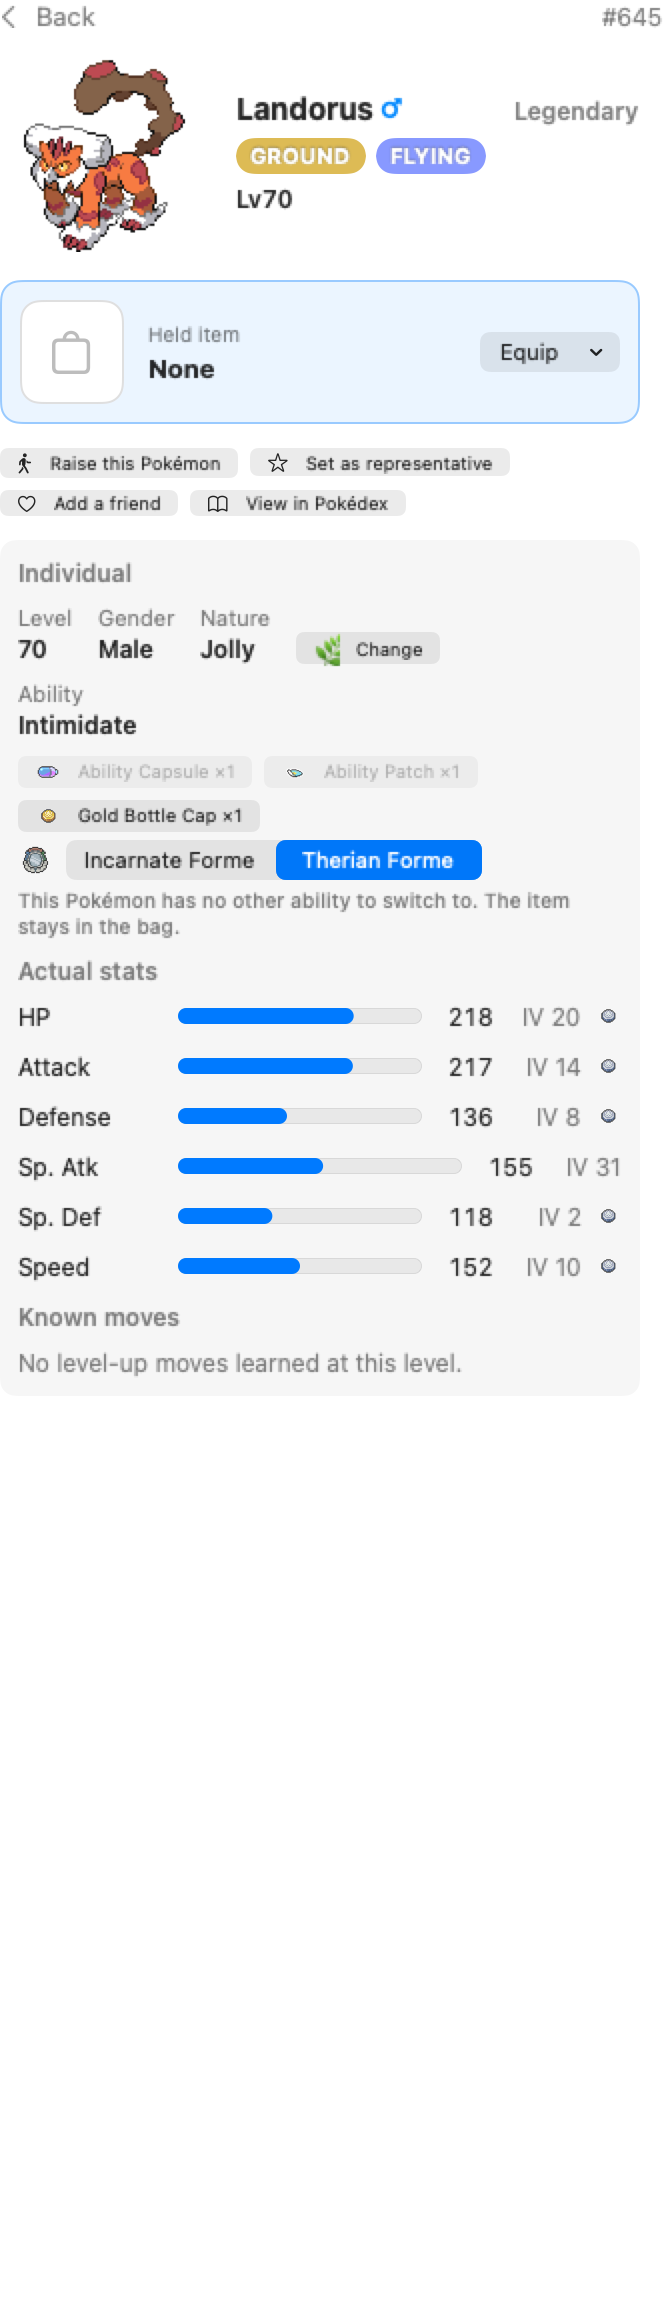 Back
#645
Landorus ♂
Legendary
GROUND FLYING
Lv70
Held item
None
Equip
Raise this Pokémon
Set as representative
Add a friend
View in Pokédex
Individual
Level Gender Nature
70 Male Jolly Change
Ability
Intimidate
Ability Capsule ×1 Ability Patch ×1
Gold Bottle Cap ×1
Incarnate Forme Therian Forme
This Pokémon has no other ability to switch to. The item
stays in the bag.
Actual stats
HP 218 IV 20
Attack 217 IV 14
Defense 136 IV 8
Sp. Atk 155 IV 31
Sp. Def 118 IV 2
Speed 152 IV 10
Known moves
No level-up moves learned at this level.